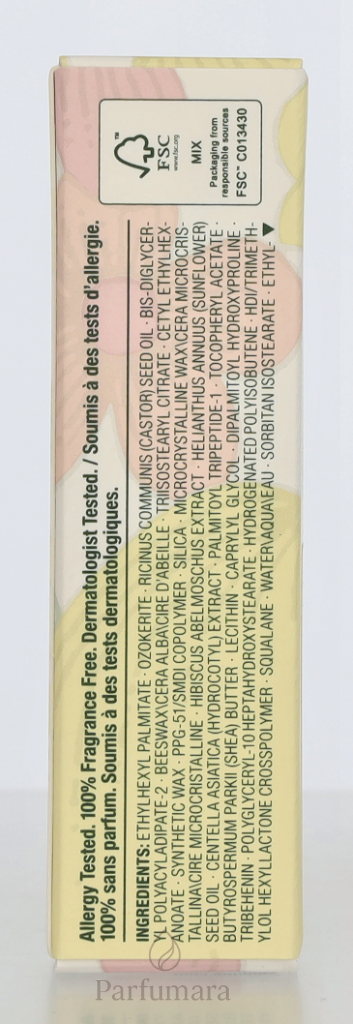 Allergy Tested. 100% Fragrance Free. Dermatologist Tested. / Soumis à des tests d'allergie.
100% sans parfum. Soumis à des tests dermatologiques.
INGREDIENTS: ETHYLHEXYL PALMITATE · OZOKERITE · RICINUS COMMUNIS (CASTOR) SEED OIL · BIS-DIGLYCER-
YL POLYACYLADIPATE-2 · BEESWAX\CERA ALBA\CIRE D'ABEILLE · TRIISOSTEARYL CITRATE · CETYL ETHYLHEX-
ANOATE · SYNTHETIC WAX · PPG-51/SMDI COPOLYMER · SILICA · MICROCRYSTALLINE WAX\CERA MICROCRIS-
TALLINA\CIRE MICROCRISTALLINE · HIBISCUS ABELMOSCHUS EXTRACT · HELIANTHUS ANNUUS (SUNFLOWER)
SEED OIL · CENTELLA ASIATICA (HYDROCOTYL) EXTRACT · PALMITOYL TRIPEPTIDE-1 · TOCOPHERYL ACETATE ·
BUTYROSPERMUM PARKII (SHEA) BUTTER · LECITHIN · CAPRYLYL GLYCOL · DIPALMITOYL HYDROXYPROLINE ·
TRIBEHENIN · POLYGLYCERYL-10 HEPTAHYDROXYSTEARATE · HYDROGENATED POLYISOBUTENE · HDI/TRIMETH-
YLOL HEXYLLACTONE CROSSPOLYMER · SQUALANE · WATER\AQUA\EAU · SORBITAN ISOSTEARATE · ETHYL-▼
™
FSC
www.fsc.org
MIX
Packaging from
responsible sources
FSC™ C013430
Parfumara